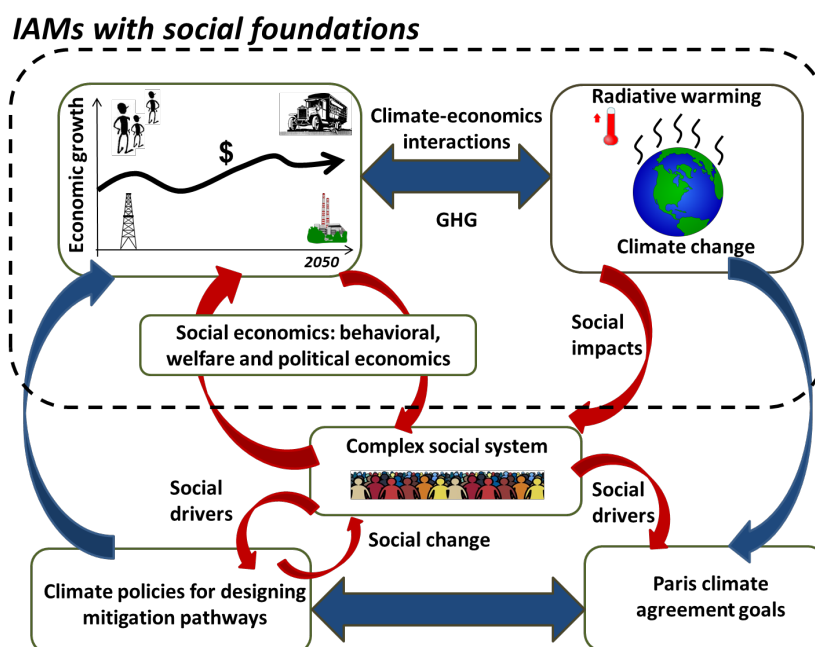 IAMs with social foundations
Economic growth
$
2050
Climate-economics
interactions
GHG
Radiative warming
Climate change
Social economics: behavioral,
welfare and political economics
Social
impacts
Complex social system
Social
drivers
Social change
Social
drivers
Climate policies for designing
mitigation pathways
Paris climate
agreement goals